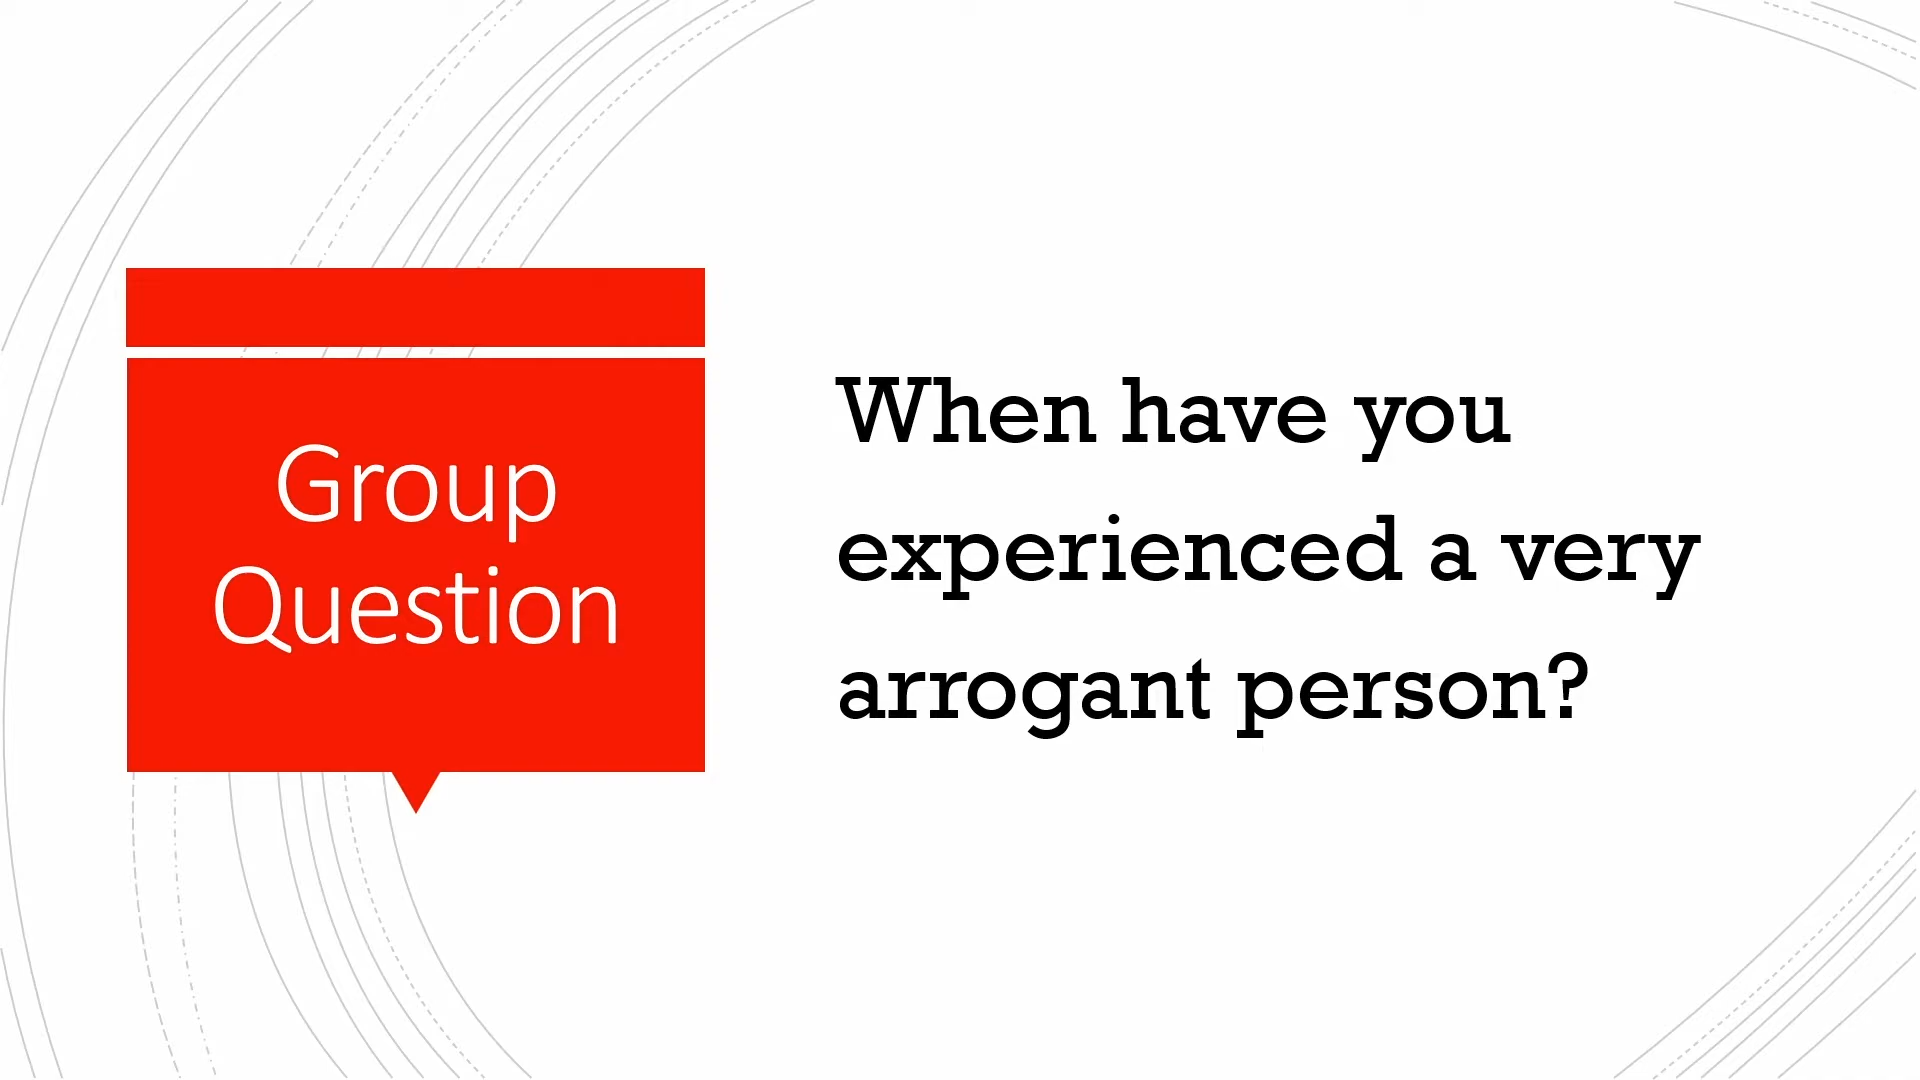 Group
Question
When have you
experienced a very
arrogant person?